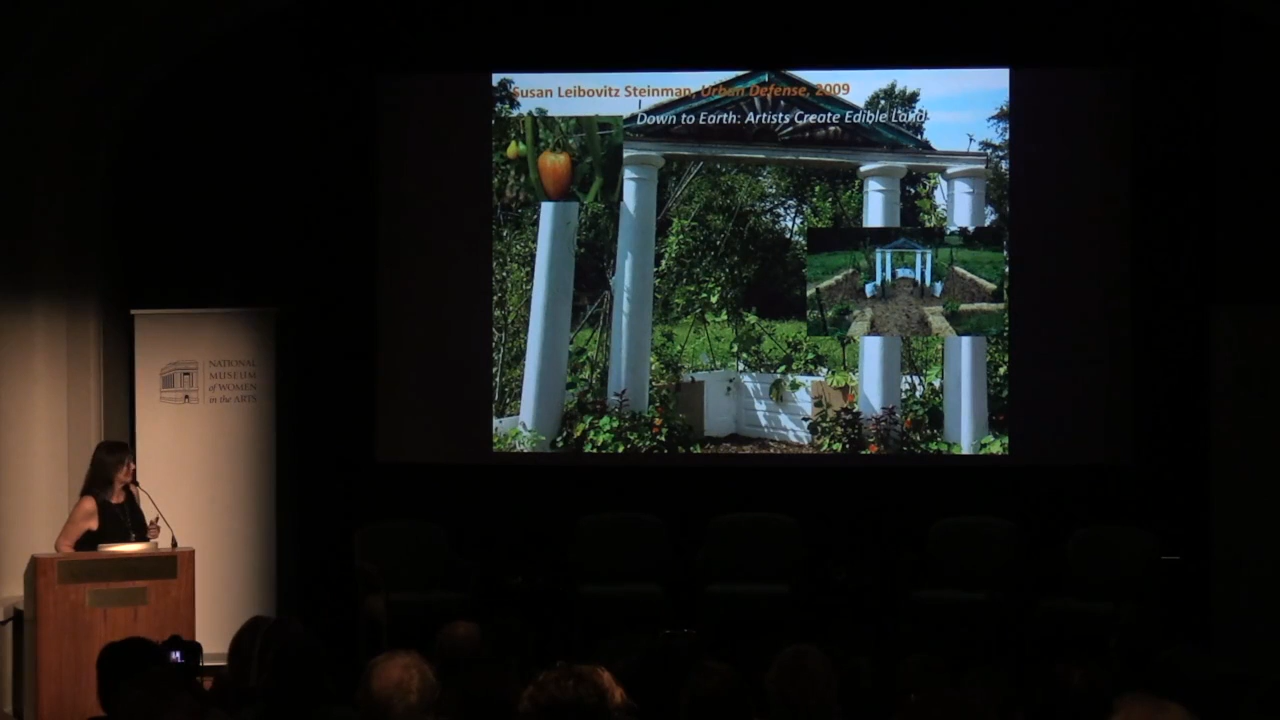 Susan Leibovitz Steinman, Urban Defense, 2009
Down to Earth: Artists Create Edible Land
NATIONAL
MUSEUM
of WOMEN
in the ARTS